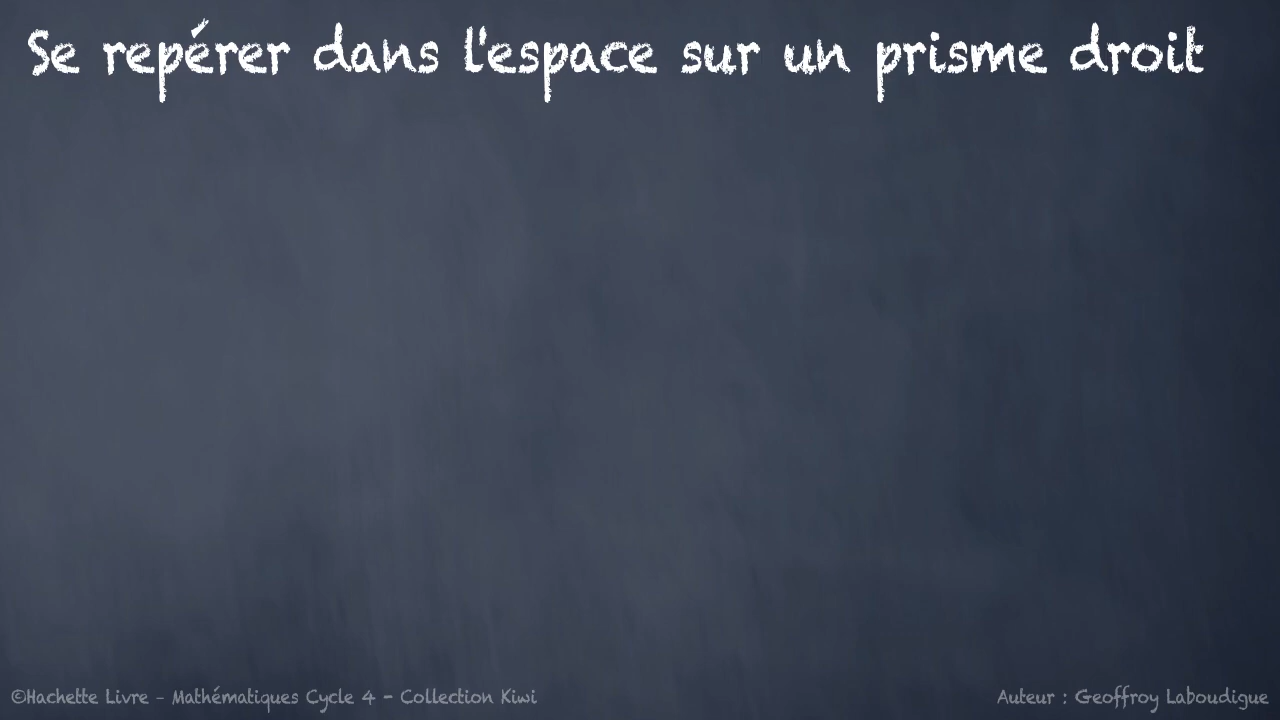 Se repérer dans l'espace sur un prisme droit
©Hachette Livre - Mathématiques Cycle 4 - Collection Kiwi
Auteur : Geoffroy Laboudigue